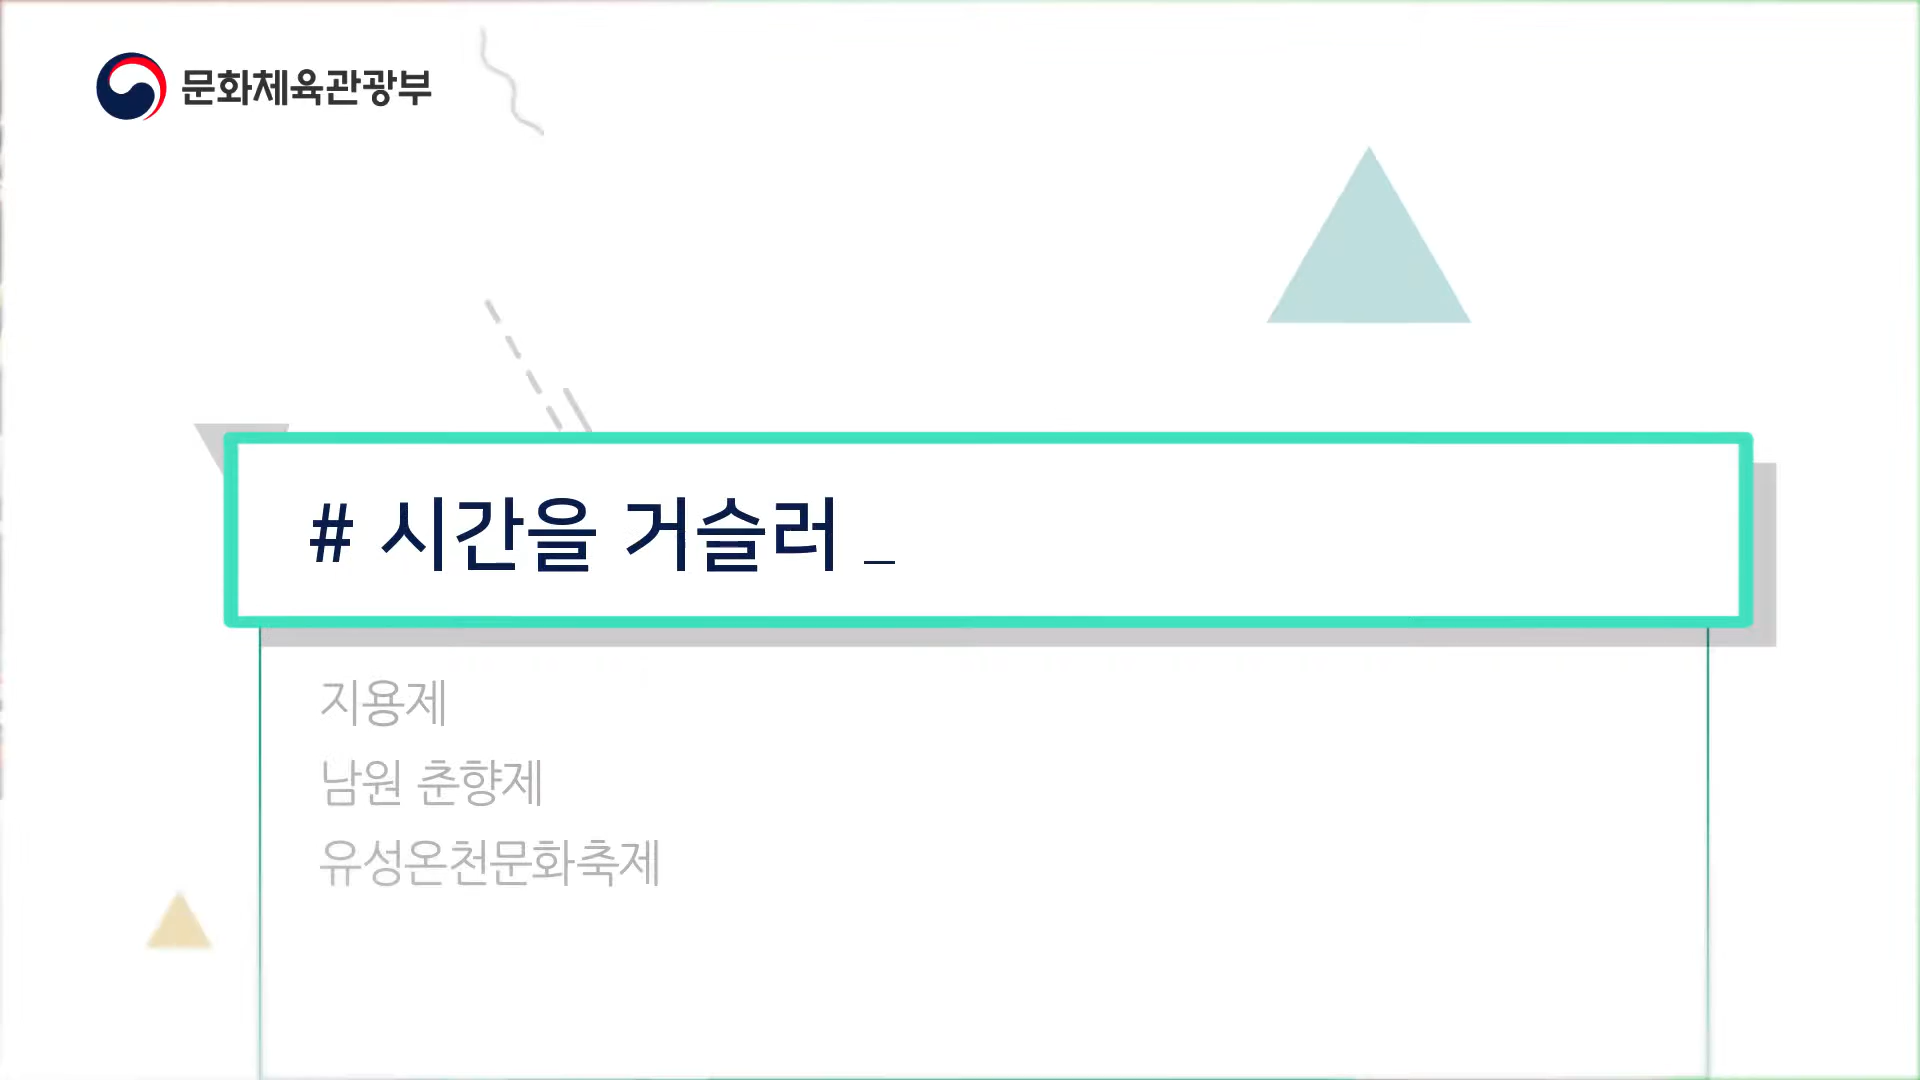 문화체육관광부
# 시간을 거슬러 _
지용제
남원 춘향제
유성온천문화축제